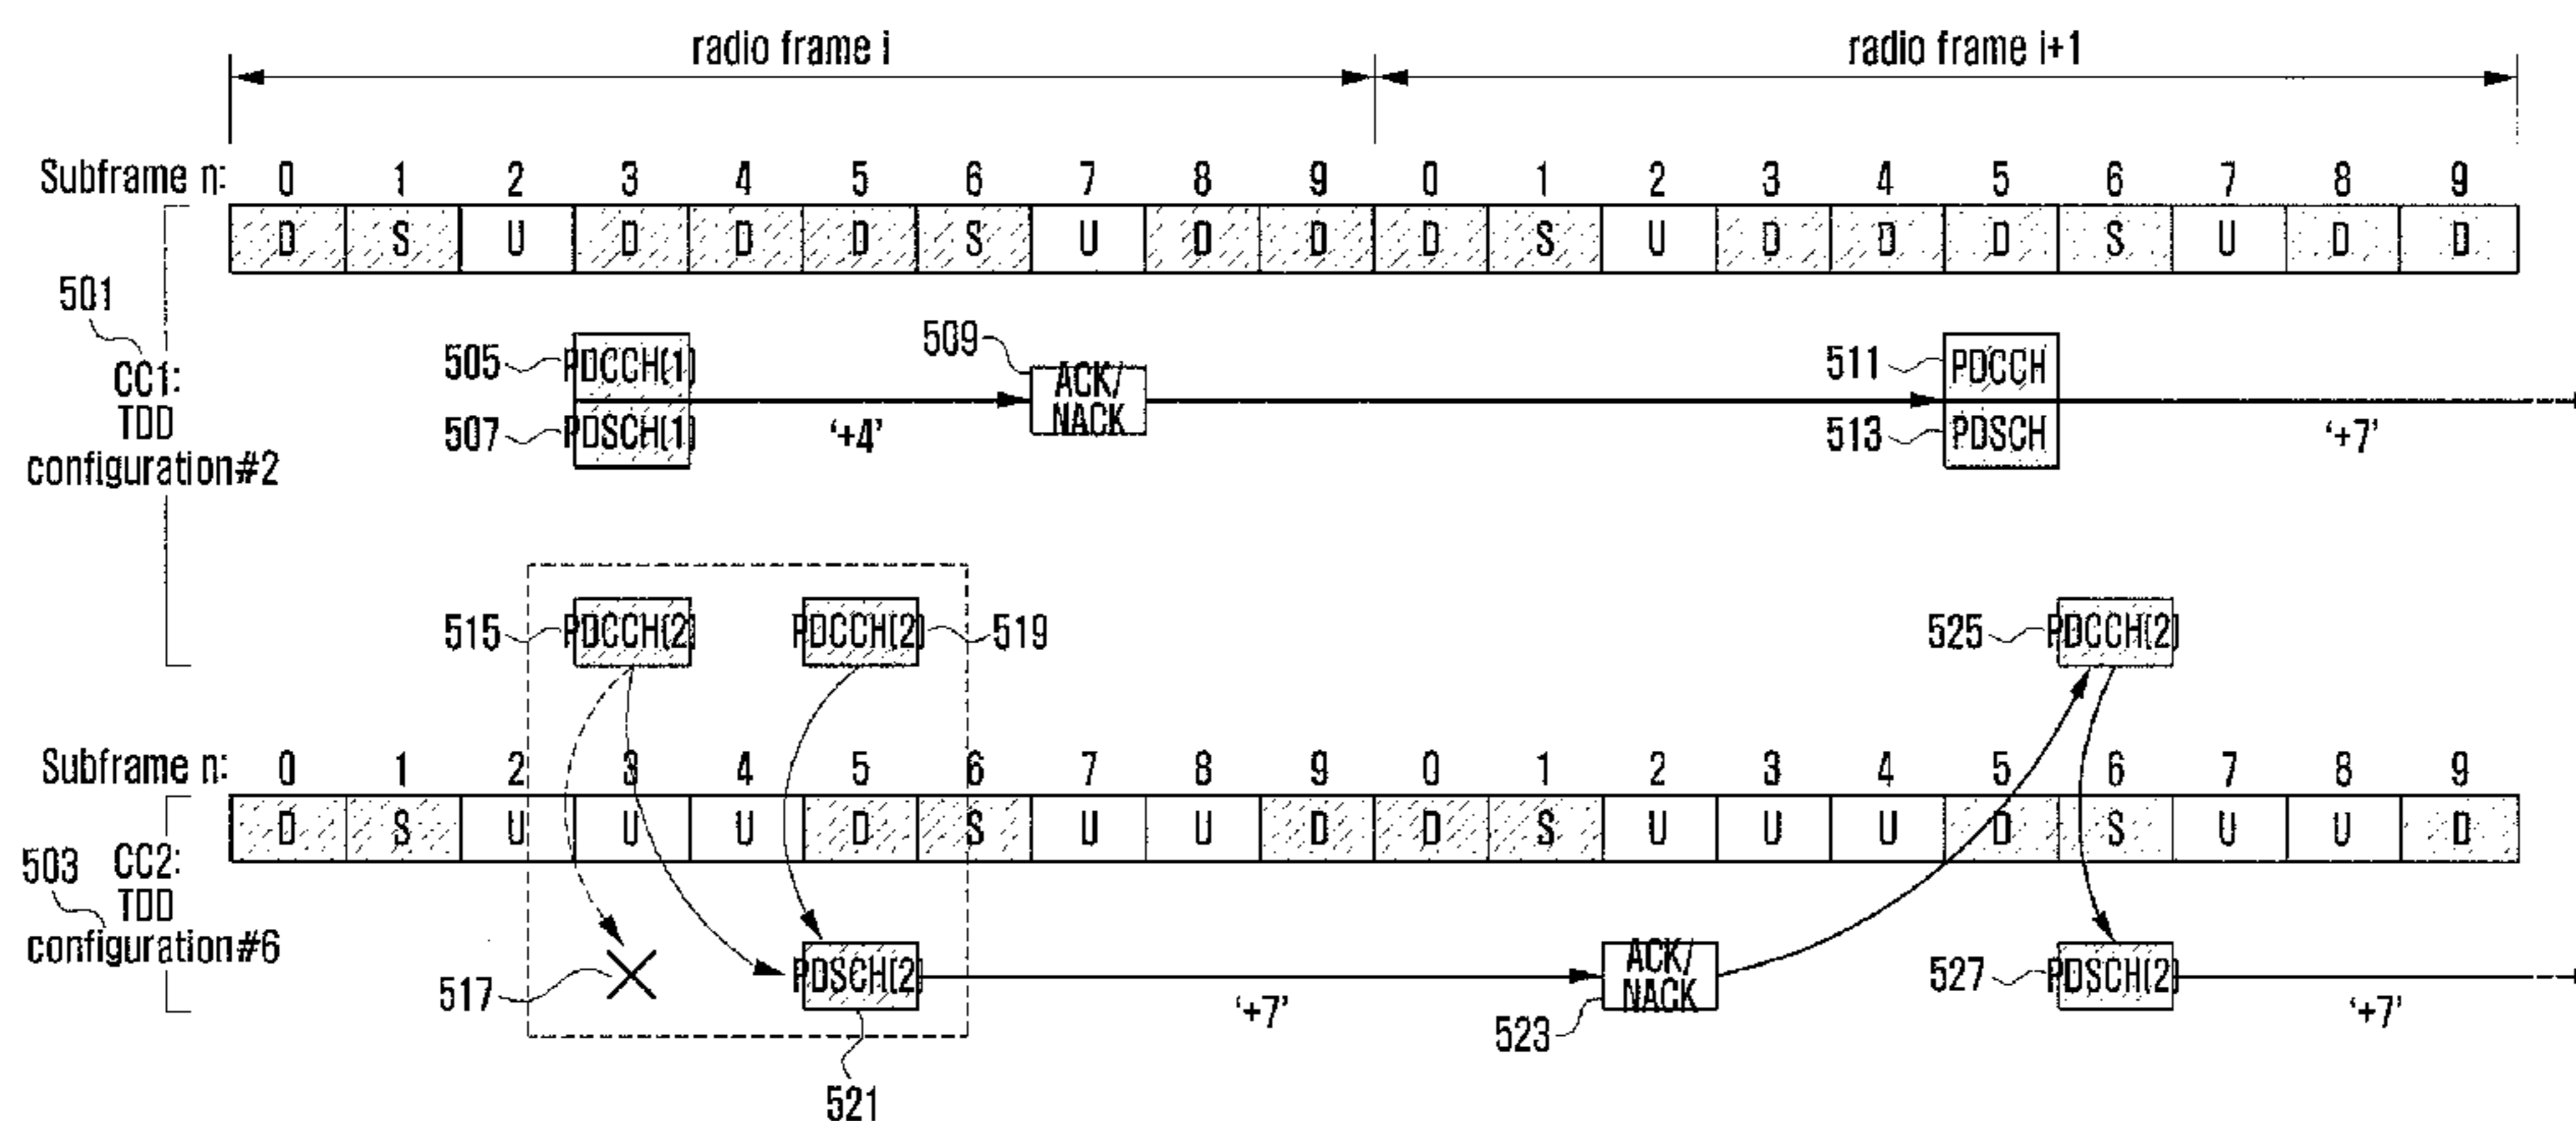 radio frame i radio frame i+1
Subframe n: 0 1 2 3 4 5 6 7 8 9 0 1 2 3 4 5 6 7 8 9
D S U D D D S U D D D S U D D D S U D D
501
CC1:
TDD
configuration#2
505 PDCCH(1)
507 PDSCH(1)
'+4'
509
ACK/
NACK
511 PDCCH
513 PDSCH
'+7'
515 PDCCH(2) PDCCH(2) 519 525 PDCCH(2)
Subframe n: 0 1 2 3 4 5 6 7 8 9 0 1 2 3 4 5 6 7 8 9
D S U U U D S U U D D S U U U D S U U D
503
CC2:
TDD
configuration#6
517
PDSCH(2)
521
'+7'
ACK/
NACK
523
527 PDSCH(2)
'+7'